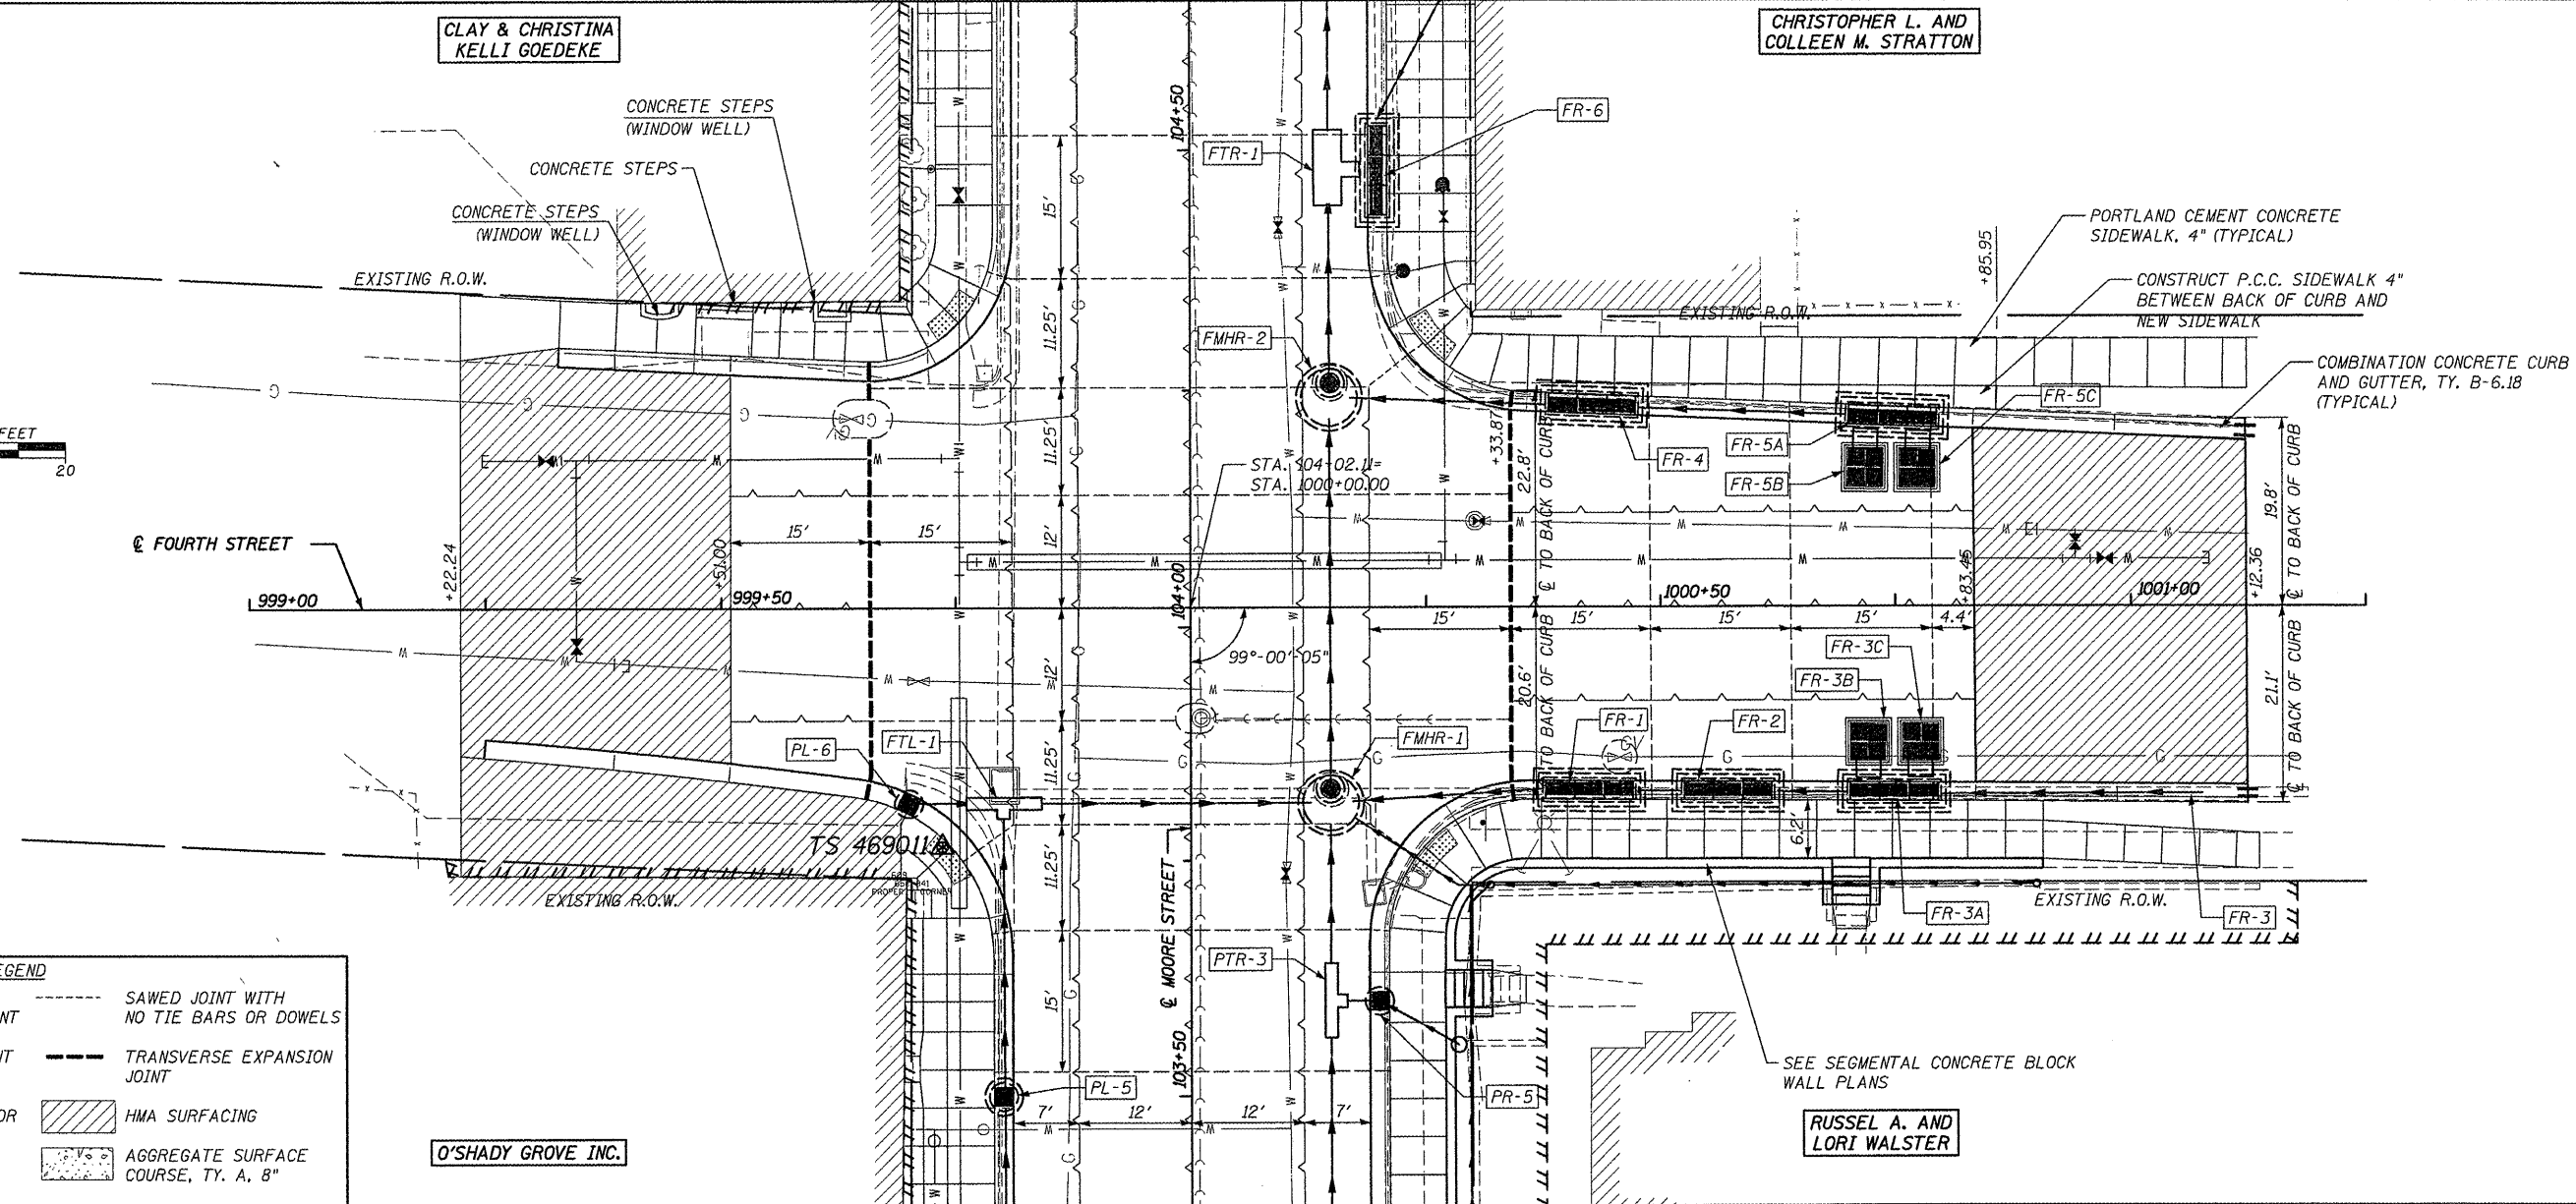 CLAY & CHRISTINA
KELLI GOEDEKE
CHRISTOPHER L. AND
COLLEEN M. STRATTON
CONCRETE STEPS
(WINDOW WELL)
CONCRETE STEPS
CONCRETE STEPS
(WINDOW WELL)
EXISTING R.O.W.
104+50
FTR-1
FR-6
FMHR-2
15'
11.25'
11.25'
12'
PORTLAND CEMENT CONCRETE
SIDEWALK, 4" (TYPICAL)
+85.95
CONSTRUCT P.C.C. SIDEWALK 4"
BETWEEN BACK OF CURB AND
NEW SIDEWALK
EXISTING R.O.W.
COMBINATION CONCRETE CURB
AND GUTTER, TY. B-6.18
(TYPICAL)
FR-5C
FR-5A
FR-4
FR-5B
+33.87
22.8'
℄ TO BACK OF CURB
19.8'
℄ TO BACK OF CURB
FEET
20
STA. 104+02.11=
STA. 1000+00.00
℄ FOURTH STREET
+22.24
+51.00
15'
15'
104+00
+83.45
+12.36
999+00
999+50
1000+50
1001+00
15'
15'
15'
15'
4.4'
99°-00'-05"
12'
20.6'
℄ TO BACK OF CURB
21.1'
℄ TO BACK OF CURB
FR-3C
FR-3B
FR-1
FR-2
PL-6
FTL-1
FMHR-1
11.25'
11.25'
15'
TS 469011
PROPERTY CORNER
6.2'
EXISTING R.O.W.
EXISTING R.O.W.
FR-3A
FR-3
℄ MOORE STREET
PTR-3
103+50
PL-5
PR-5
7'
12'
12'
7'
SEE SEGMENTAL CONCRETE BLOCK
WALL PLANS
RUSSEL A. AND
LORI WALSTER
O'SHADY GROVE INC.
EGEND
SAWED JOINT WITH
NO TIE BARS OR DOWELS
NT
NT
TRANSVERSE EXPANSION
JOINT
OR
HMA SURFACING
AGGREGATE SURFACE
COURSE, TY. A, 8"